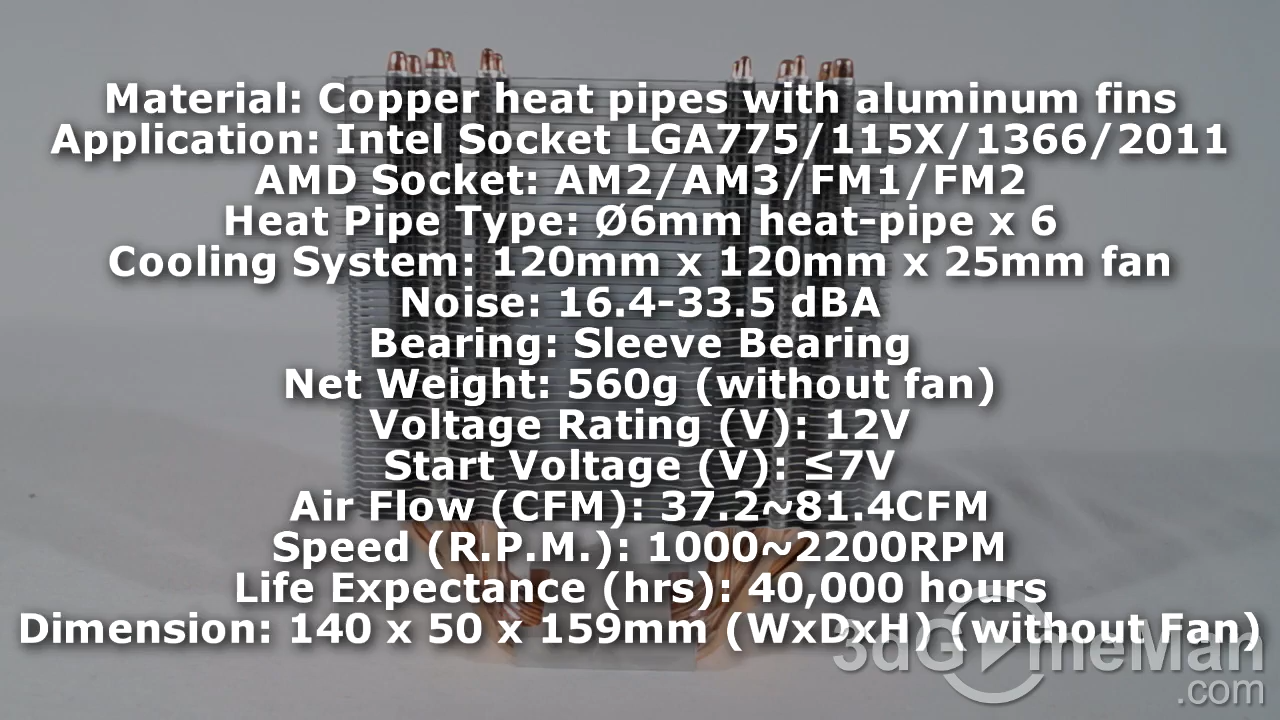 Material: Copper heat pipes with aluminum fins
Application: Intel Socket LGA775/115X/1366/2011
AMD Socket: AM2/AM3/FM1/FM2
Heat Pipe Type: Ø6mm heat-pipe x 6
Cooling System: 120mm x 120mm x 25mm fan
Noise: 16.4-33.5 dBA
Bearing: Sleeve Bearing
Net Weight: 560g (without fan)
Voltage Rating (V): 12V
Start Voltage (V): ≤7V
Air Flow (CFM): 37.2~81.4CFM
Speed (R.P.M.): 1000~2200RPM
Life Expectance (hrs): 40,000 hours
Dimension: 140 x 50 x 159mm (WxDxH) (without Fan)
3dGameMan
.com